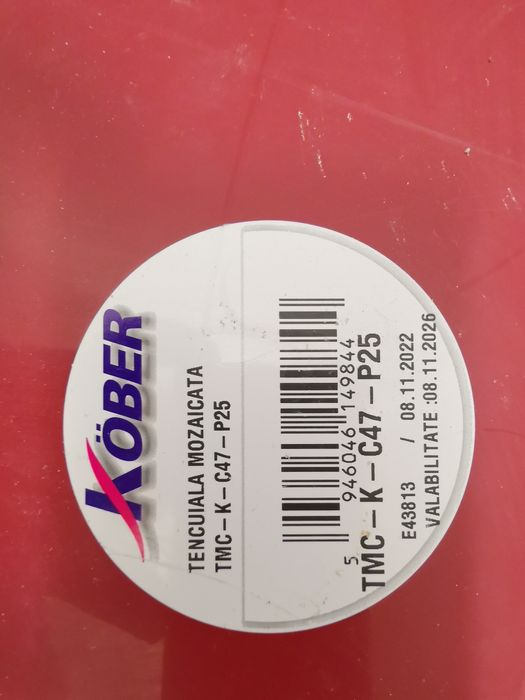 KÖBER
TENCUIALA MOZAICATA
TMC-K-C47-P25
5 946046 149844
TMC-K-C47-P25
E43813 / 08.11.2022
VALABILITATE :08.11.2026